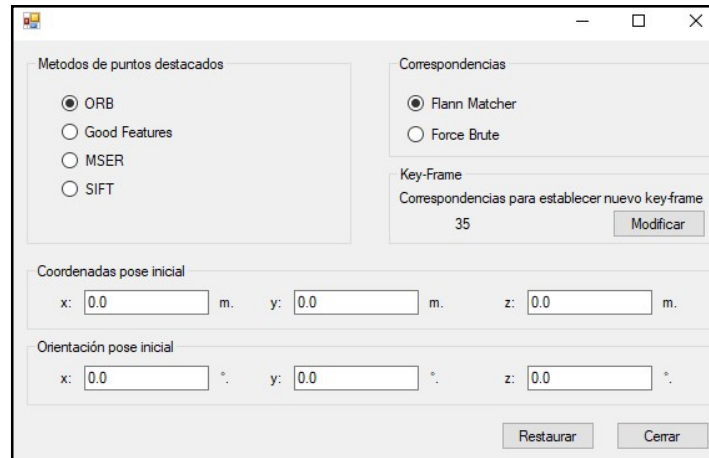 Metodos de puntos destacados
ORB
Good Features
MSER
SIFT
Correspondencias
Flann Matcher
Force Brute
Key-Frame
Correspondencias para establecer nuevo key-frame
35 Modificar
Coordenadas pose inicial
x: 0.0 m. y: 0.0 m. z: 0.0 m.
Orientación pose inicial
x: 0.0 °. y: 0.0 °. z: 0.0 °.
Restaurar Cerrar